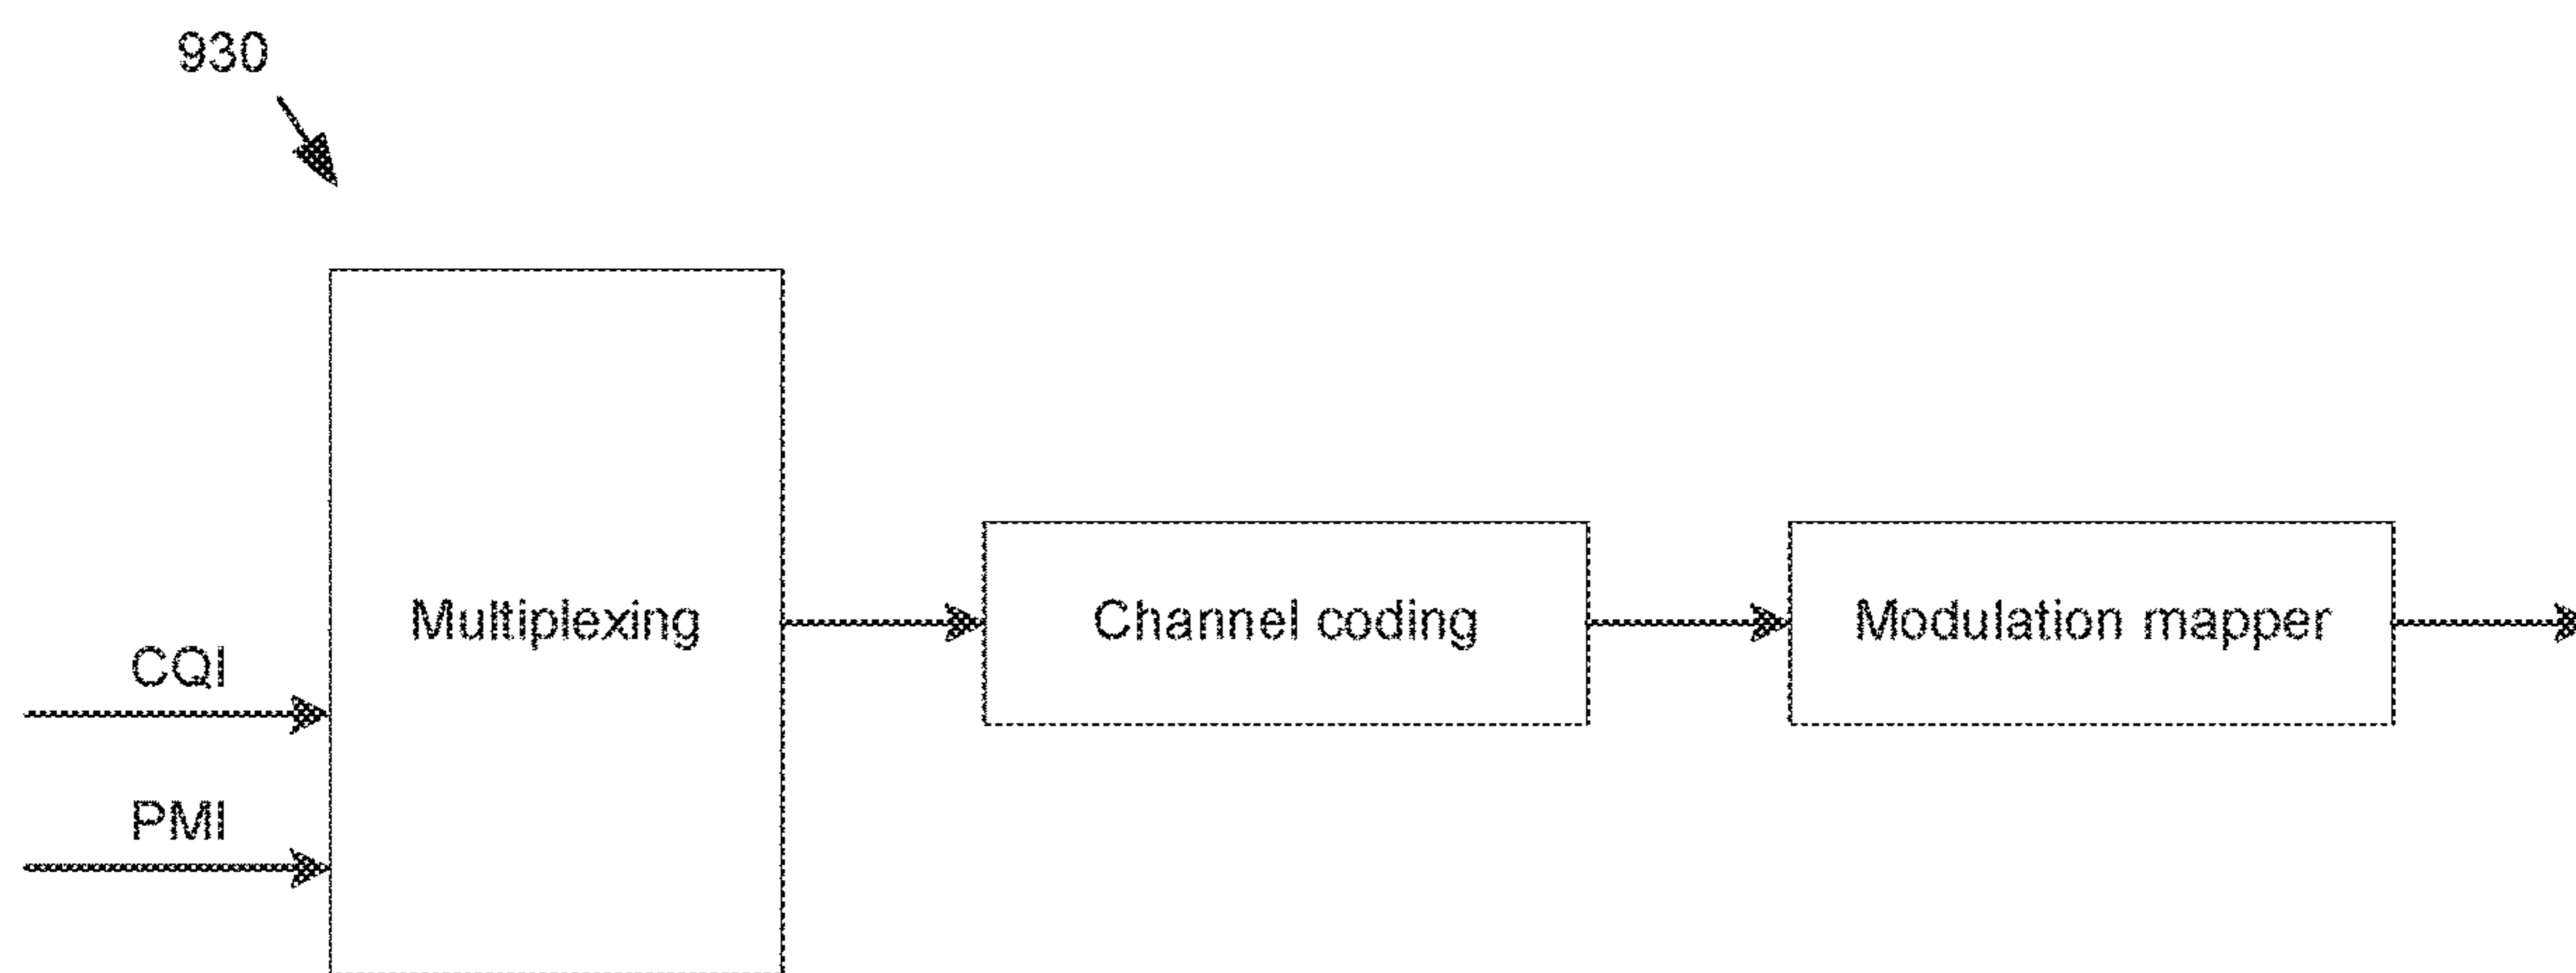 930
Multiplexing
Channel coding
Modulation mapper
CQI
PMI